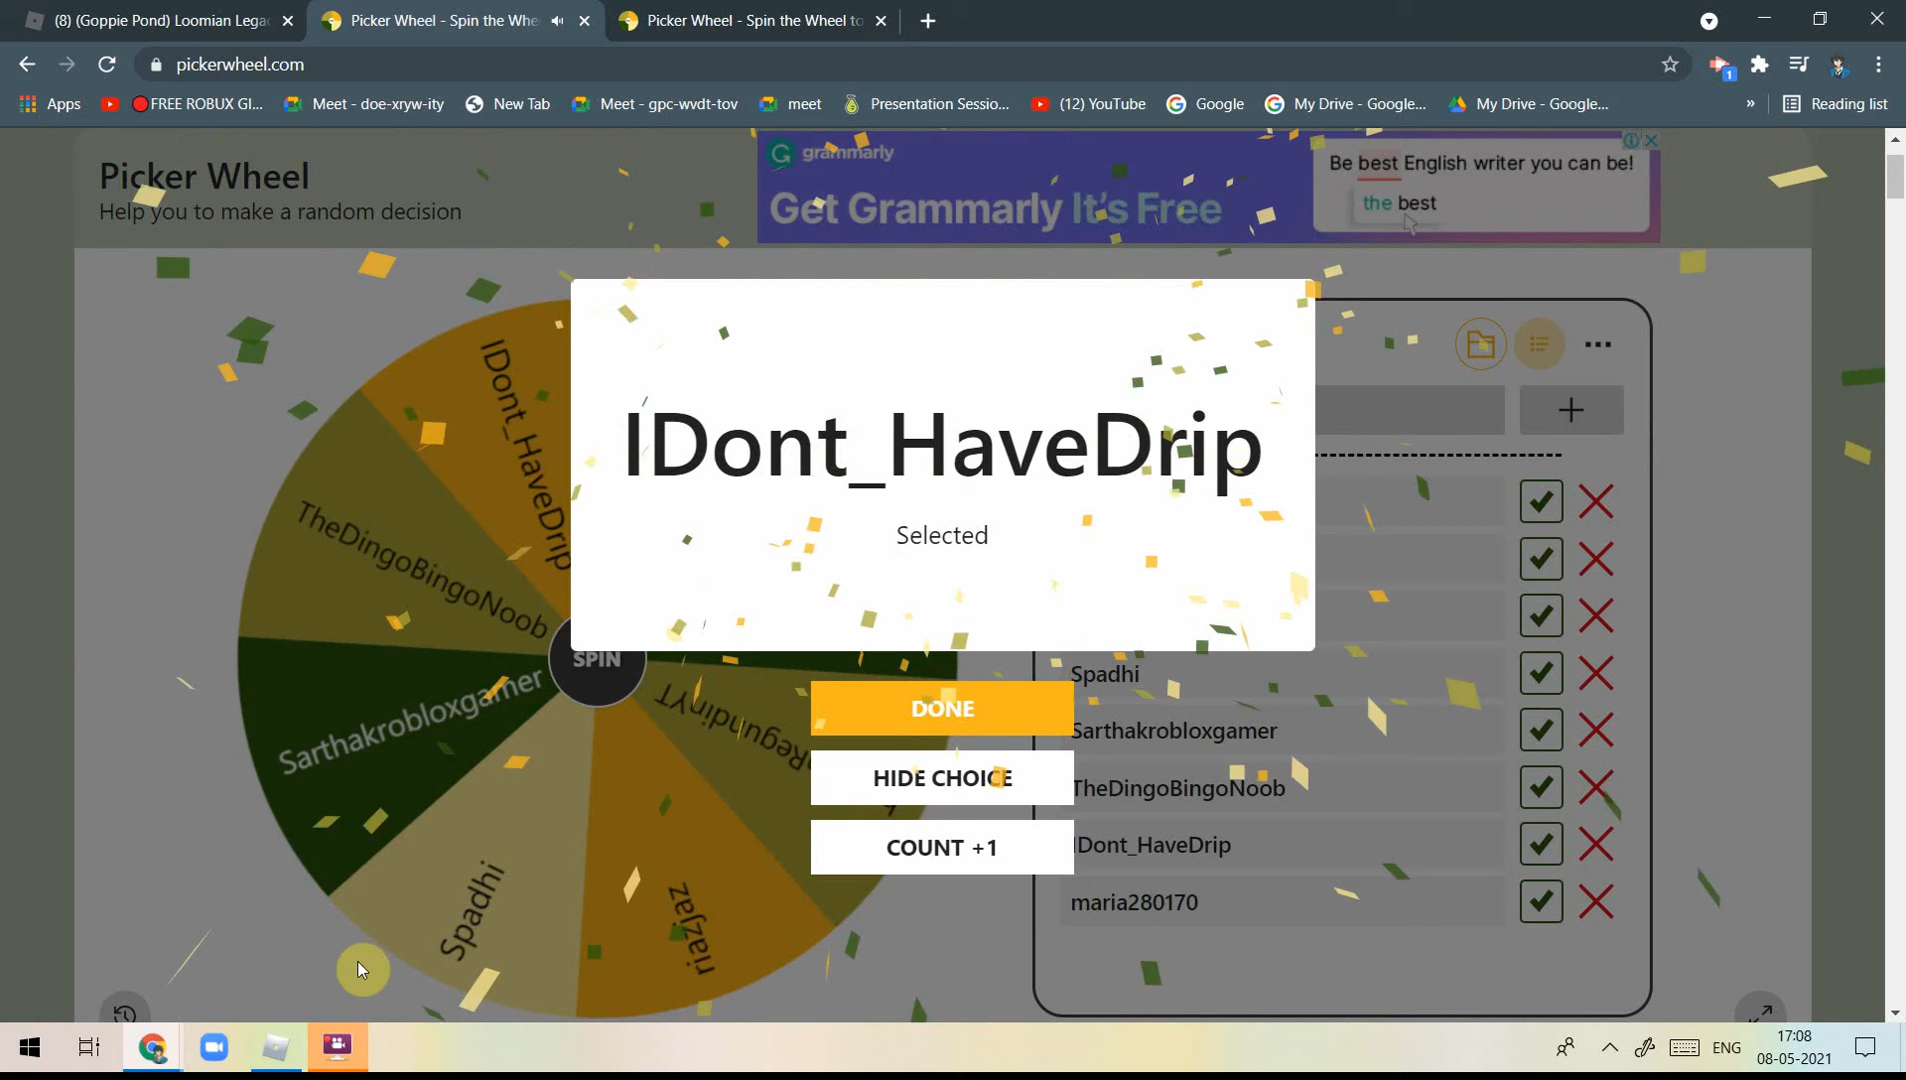 (8) (Goppie Pond) Loomian Lega
Picker Wheel - Spin the Whe
Picker Wheel - Spin the Wheel to
pickerwheel.com
Apps
FREE ROBUX GI...
Meet - doe-xryw-ity
New Tab
Meet - gpc-wvdt-tov
meet
Presentation Sessio...
(12) YouTube
Google
My Drive - Google...
My Drive - Google...
»
Reading list
1
Picker Wheel
Help you to make a random decision
grammarly
Get Grammarly It's Free
Be best English writer you can be!
the best
IDont_HaveDrip
Selected
DONE
HIDE CHOICE
COUNT +1
IDont_HaveDrip
TheDingoBingoNoob
Sarthakrobloxgamer
Spadhi
riazjaz
RegundinYT
SPIN
Spadhi
Sarthakrobloxgamer
TheDingoBingoNoob
IDont_HaveDrip
maria280170
ENG
17:08
08-05-2021